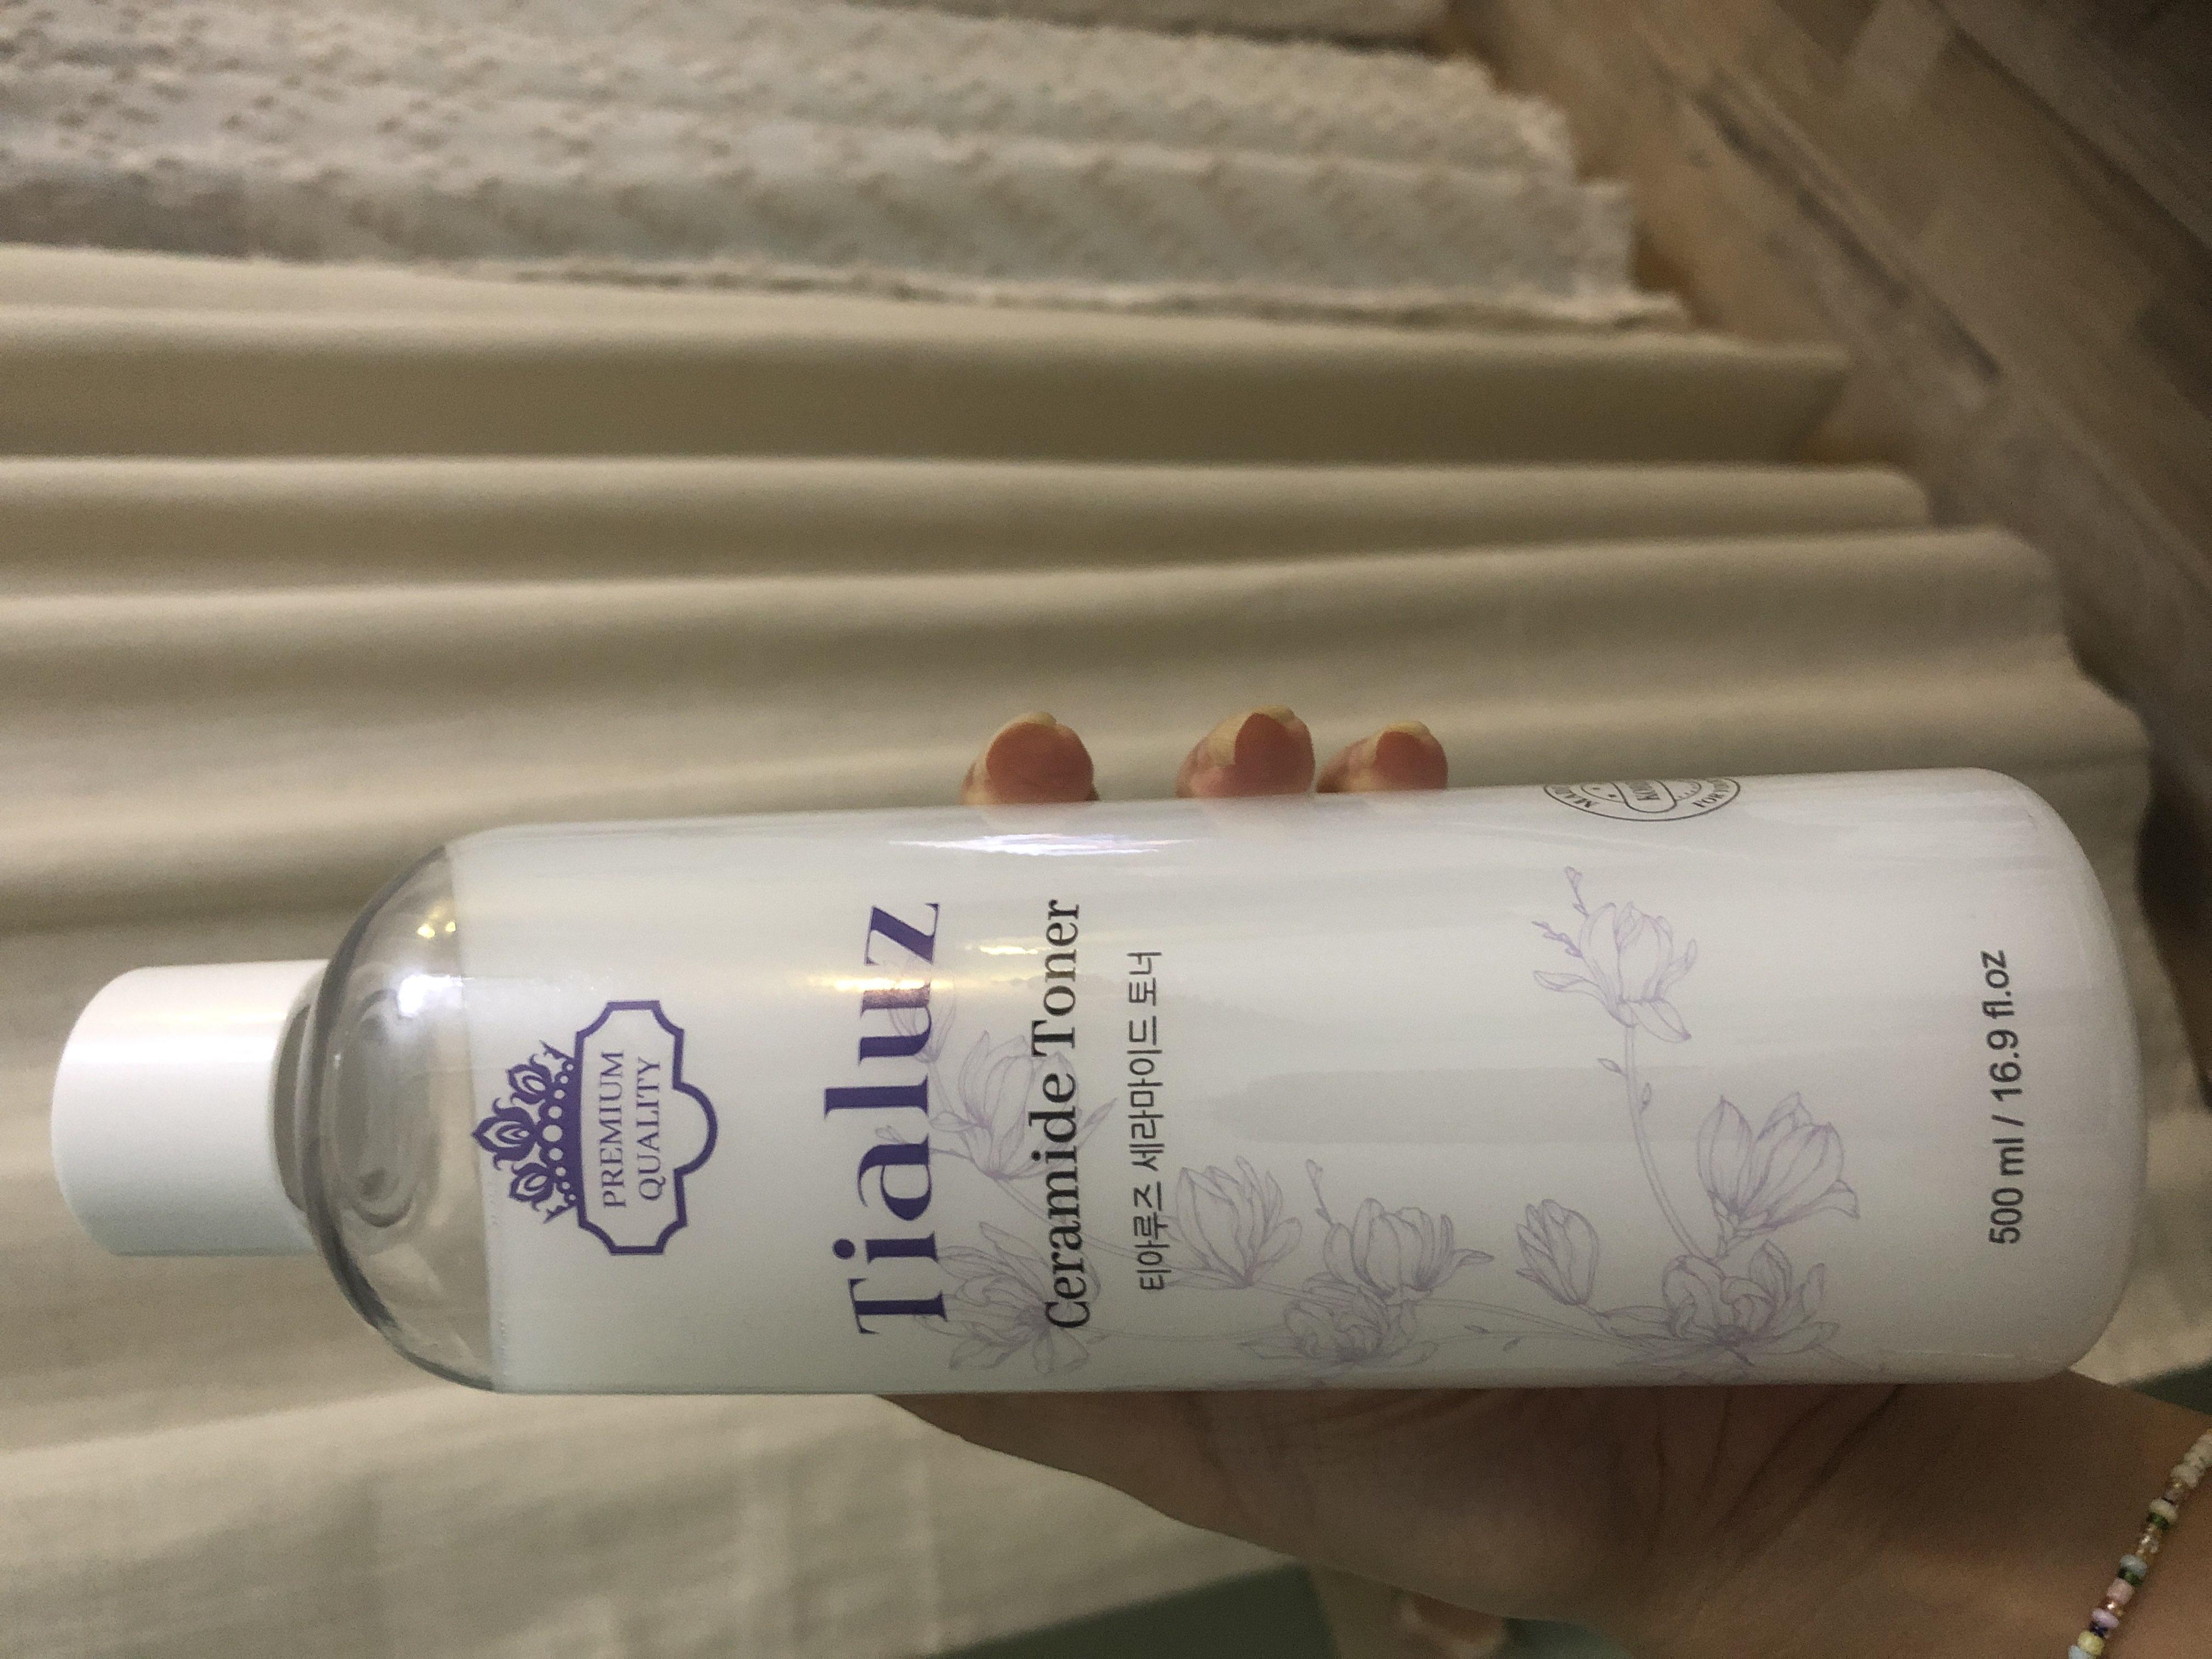 PREMIUM
QUALITY
Tialuz
Ceramide Toner
티아루즈 세라마이드 토너
500 ml / 16.9 fl.oz